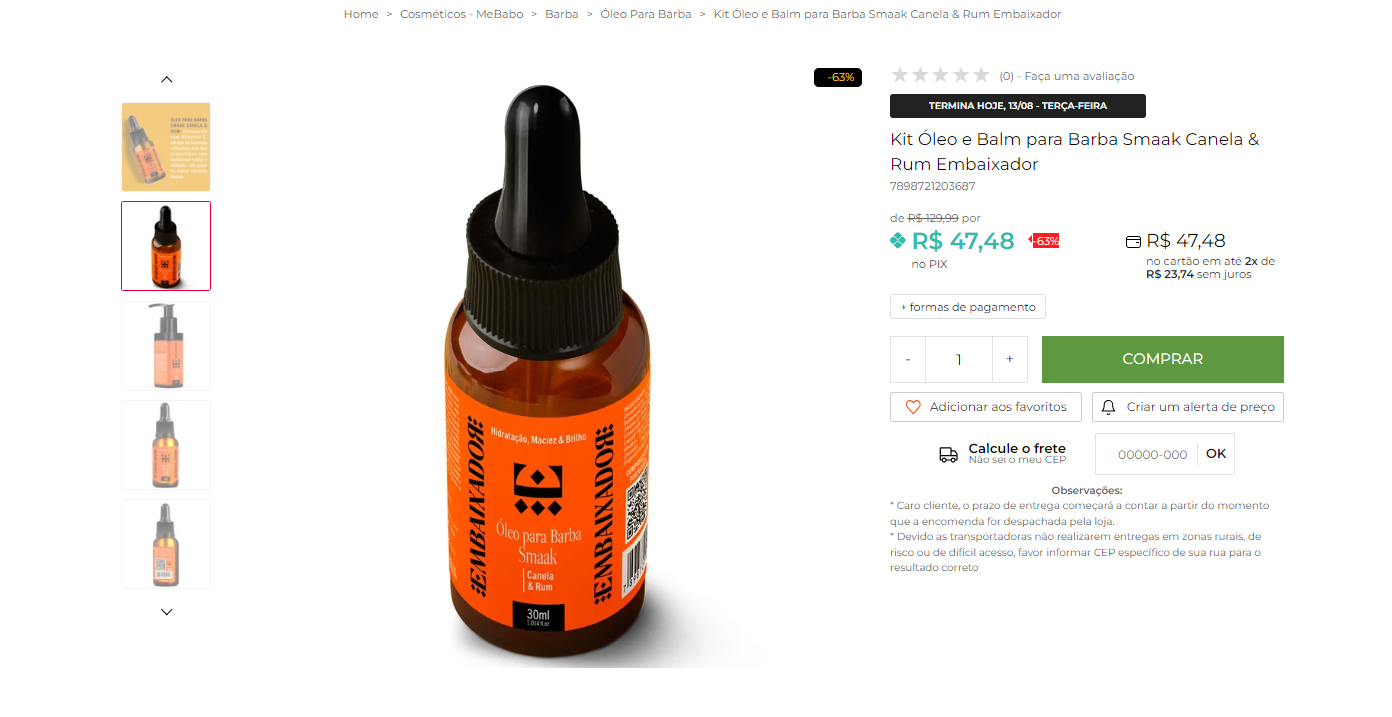 Home > Cosméticos - MeBabo > Barba > Óleo Para Barba > Kit Óleo e Balm para Barba Smaak Canela & Rum Embaixador
ÓLEO PARA BARBA
SMAAK CANELA &
RUM
Hidratação, Maciez & Brilho
EMBAIXADOR
EMBAIXADOR
Óleo para Barba
Smaak
Canela
& Rum
30ml
-63%
(0) - Faça uma avaliação
TERMINA HOJE, 13/08 - TERÇA-FEIRA
Kit Óleo e Balm para Barba Smaak Canela &
Rum Embaixador
7898721203687
de R$ 129,99 por
R$ 47,48 -63%
no PIX
R$ 47,48
no cartão em até 2x de
R$ 23,74 sem juros
+ formas de pagamento
- 1 +
COMPRAR
Adicionar aos favoritos
Criar um alerta de preço
Calcule o frete
Não sei o meu CEP
00000-000 OK
Observações:
* Caro cliente, o prazo de entrega começará a contar a partir do momento
que a encomenda for despachada pela loja.
* Devido as transportadoras não realizarem entregas em zonas rurais, de
risco ou de difícil acesso, favor informar CEP específico de sua rua para o
resultado correto